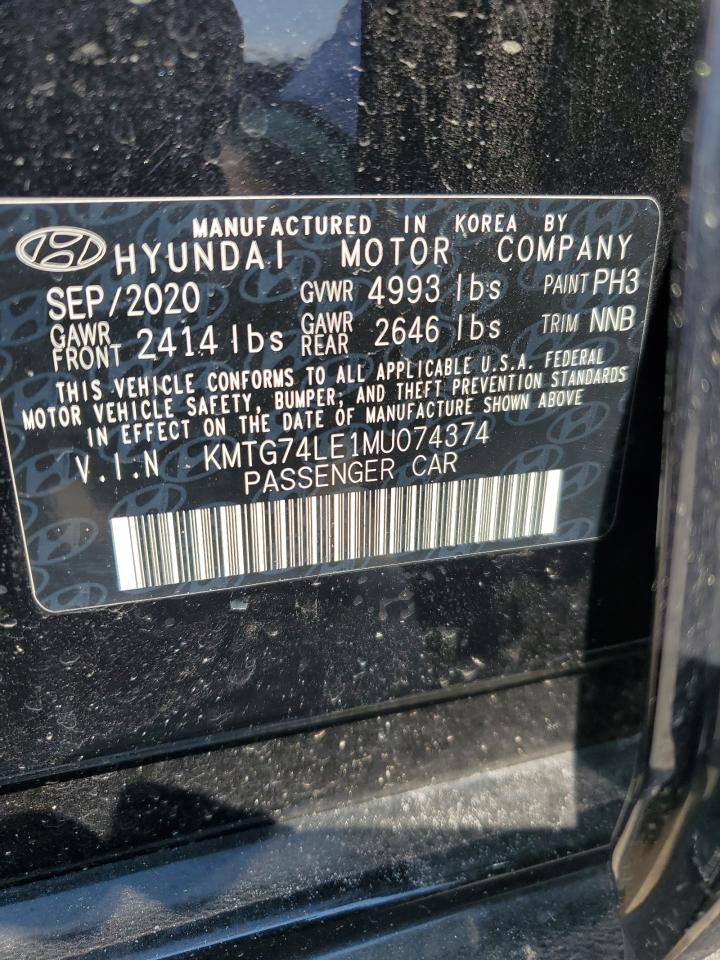 MANUFACTURED IN KOREA BY
HYUNDAI MOTOR COMPANY
SEP/2020 GVWR 4993 lbs PAINT PH3
GAWR FRONT 2414 lbs GAWR REAR 2646 lbs TRIM NNB
THIS VEHICLE CONFORMS TO ALL APPLICABLE U.S.A. FEDERAL
MOTOR VEHICLE SAFETY, BUMPER, AND THEFT PREVENTION STANDARDS
IN EFFECT ON THE DATE OF MANUFACTURE SHOWN ABOVE
V.I.N KMTG74LE1MU074374
PASSENGER CAR